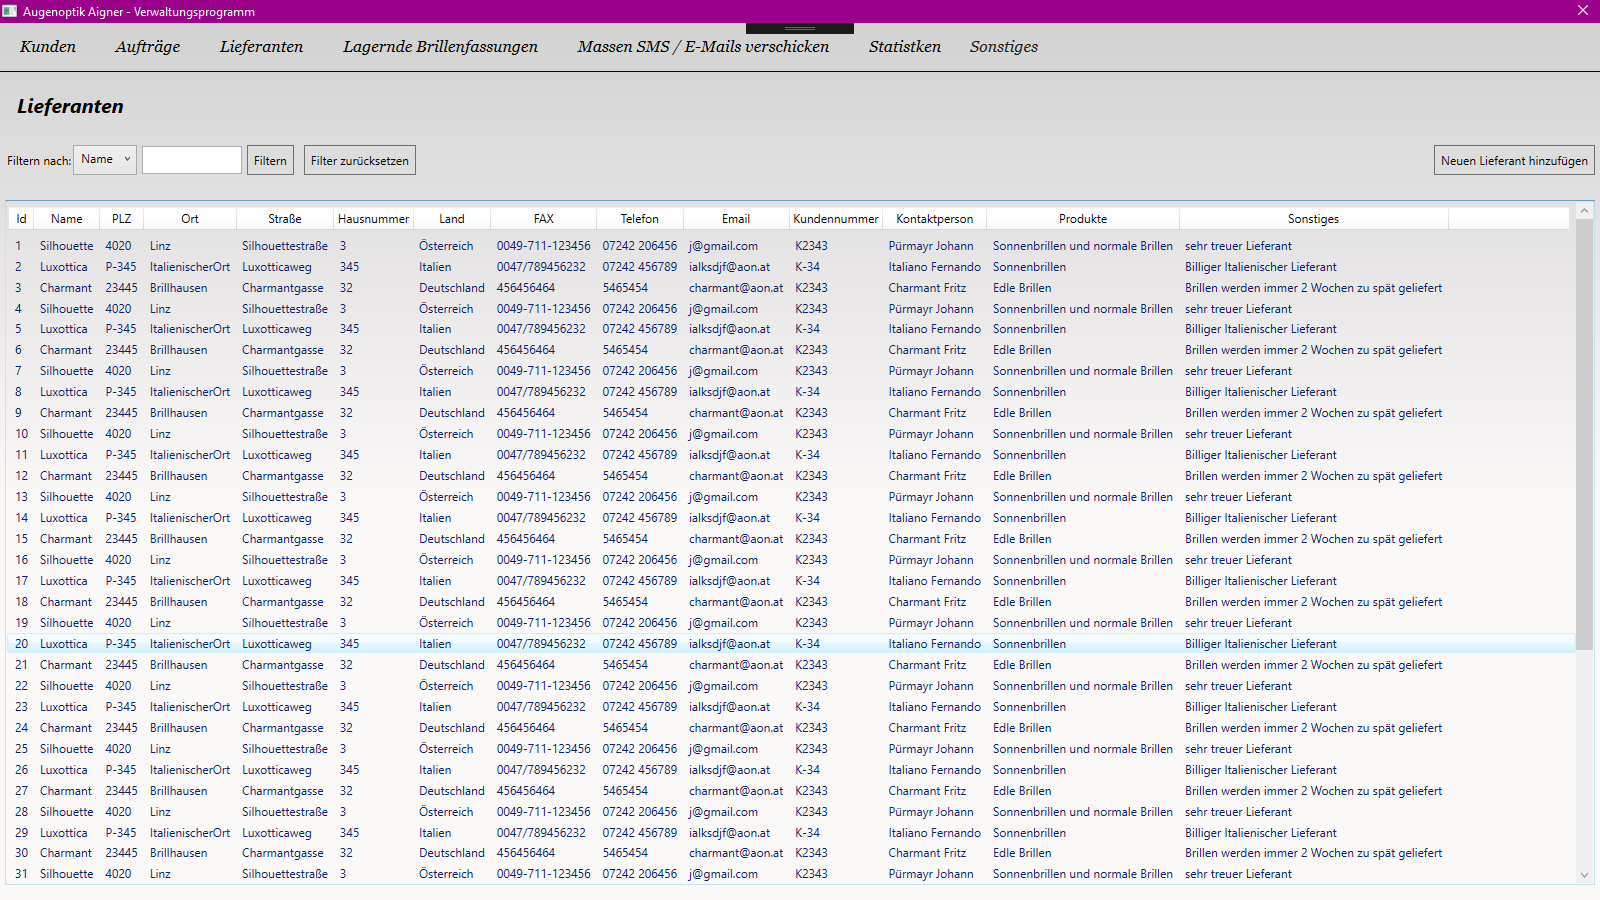 Augenoptik Aigner - Verwaltungsprogramm
Kunden Aufträge Lieferanten Lagernde Brillenfassungen Massen SMS / E-Mails verschicken Statistken Sonstiges
Lieferanten
Filtern nach: Name Filtern Filter zurücksetzen Neuen Lieferant hinzufügen
Id Name PLZ Ort Straße Hausnummer Land FAX Telefon Email Kundennummer Kontaktperson Produkte Sonstiges
1 Silhouette 4020 Linz Silhouettestraße 3 Österreich 0049-711-123456 07242 206456 j@gmail.com K2343 Pürmayr Johann Sonnenbrillen und normale Brillen sehr treuer Lieferant
2 Luxottica P-345 ItalienischerOrt Luxotticaweg 345 Italien 0047/789456232 07242 456789 ialksdjf@aon.at K-34 Italiano Fernando Sonnenbrillen Billiger Italienischer Lieferant
3 Charmant 23445 Brillhausen Charmantgasse 32 Deutschland 456456464 5465454 charmant@aon.at K2343 Charmant Fritz Edle Brillen Brillen werden immer 2 Wochen zu spät geliefert
4 Silhouette 4020 Linz Silhouettestraße 3 Österreich 0049-711-123456 07242 206456 j@gmail.com K2343 Pürmayr Johann Sonnenbrillen und normale Brillen sehr treuer Lieferant
5 Luxottica P-345 ItalienischerOrt Luxotticaweg 345 Italien 0047/789456232 07242 456789 ialksdjf@aon.at K-34 Italiano Fernando Sonnenbrillen Billiger Italienischer Lieferant
6 Charmant 23445 Brillhausen Charmantgasse 32 Deutschland 456456464 5465454 charmant@aon.at K2343 Charmant Fritz Edle Brillen Brillen werden immer 2 Wochen zu spät geliefert
7 Silhouette 4020 Linz Silhouettestraße 3 Österreich 0049-711-123456 07242 206456 j@gmail.com K2343 Pürmayr Johann Sonnenbrillen und normale Brillen sehr treuer Lieferant
8 Luxottica P-345 ItalienischerOrt Luxotticaweg 345 Italien 0047/789456232 07242 456789 ialksdjf@aon.at K-34 Italiano Fernando Sonnenbrillen Billiger Italienischer Lieferant
9 Charmant 23445 Brillhausen Charmantgasse 32 Deutschland 456456464 5465454 charmant@aon.at K2343 Charmant Fritz Edle Brillen Brillen werden immer 2 Wochen zu spät geliefert
10 Silhouette 4020 Linz Silhouettestraße 3 Österreich 0049-711-123456 07242 206456 j@gmail.com K2343 Pürmayr Johann Sonnenbrillen und normale Brillen sehr treuer Lieferant
11 Luxottica P-345 ItalienischerOrt Luxotticaweg 345 Italien 0047/789456232 07242 456789 ialksdjf@aon.at K-34 Italiano Fernando Sonnenbrillen Billiger Italienischer Lieferant
12 Charmant 23445 Brillhausen Charmantgasse 32 Deutschland 456456464 5465454 charmant@aon.at K2343 Charmant Fritz Edle Brillen Brillen werden immer 2 Wochen zu spät geliefert
13 Silhouette 4020 Linz Silhouettestraße 3 Österreich 0049-711-123456 07242 206456 j@gmail.com K2343 Pürmayr Johann Sonnenbrillen und normale Brillen sehr treuer Lieferant
14 Luxottica P-345 ItalienischerOrt Luxotticaweg 345 Italien 0047/789456232 07242 456789 ialksdjf@aon.at K-34 Italiano Fernando Sonnenbrillen Billiger Italienischer Lieferant
15 Charmant 23445 Brillhausen Charmantgasse 32 Deutschland 456456464 5465454 charmant@aon.at K2343 Charmant Fritz Edle Brillen Brillen werden immer 2 Wochen zu spät geliefert
16 Silhouette 4020 Linz Silhouettestraße 3 Österreich 0049-711-123456 07242 206456 j@gmail.com K2343 Pürmayr Johann Sonnenbrillen und normale Brillen sehr treuer Lieferant
17 Luxottica P-345 ItalienischerOrt Luxotticaweg 345 Italien 0047/789456232 07242 456789 ialksdjf@aon.at K-34 Italiano Fernando Sonnenbrillen Billiger Italienischer Lieferant
18 Charmant 23445 Brillhausen Charmantgasse 32 Deutschland 456456464 5465454 charmant@aon.at K2343 Charmant Fritz Edle Brillen Brillen werden immer 2 Wochen zu spät geliefert
19 Silhouette 4020 Linz Silhouettestraße 3 Österreich 0049-711-123456 07242 206456 j@gmail.com K2343 Pürmayr Johann Sonnenbrillen und normale Brillen sehr treuer Lieferant
20 Luxottica P-345 ItalienischerOrt Luxotticaweg 345 Italien 0047/789456232 07242 456789 ialksdjf@aon.at K-34 Italiano Fernando Sonnenbrillen Billiger Italienischer Lieferant
21 Charmant 23445 Brillhausen Charmantgasse 32 Deutschland 456456464 5465454 charmant@aon.at K2343 Charmant Fritz Edle Brillen Brillen werden immer 2 Wochen zu spät geliefert
22 Silhouette 4020 Linz Silhouettestraße 3 Österreich 0049-711-123456 07242 206456 j@gmail.com K2343 Pürmayr Johann Sonnenbrillen und normale Brillen sehr treuer Lieferant
23 Luxottica P-345 ItalienischerOrt Luxotticaweg 345 Italien 0047/789456232 07242 456789 ialksdjf@aon.at K-34 Italiano Fernando Sonnenbrillen Billiger Italienischer Lieferant
24 Charmant 23445 Brillhausen Charmantgasse 32 Deutschland 456456464 5465454 charmant@aon.at K2343 Charmant Fritz Edle Brillen Brillen werden immer 2 Wochen zu spät geliefert
25 Silhouette 4020 Linz Silhouettestraße 3 Österreich 0049-711-123456 07242 206456 j@gmail.com K2343 Pürmayr Johann Sonnenbrillen und normale Brillen sehr treuer Lieferant
26 Luxottica P-345 ItalienischerOrt Luxotticaweg 345 Italien 0047/789456232 07242 456789 ialksdjf@aon.at K-34 Italiano Fernando Sonnenbrillen Billiger Italienischer Lieferant
27 Charmant 23445 Brillhausen Charmantgasse 32 Deutschland 456456464 5465454 charmant@aon.at K2343 Charmant Fritz Edle Brillen Brillen werden immer 2 Wochen zu spät geliefert
28 Silhouette 4020 Linz Silhouettestraße 3 Österreich 0049-711-123456 07242 206456 j@gmail.com K2343 Pürmayr Johann Sonnenbrillen und normale Brillen sehr treuer Lieferant
29 Luxottica P-345 ItalienischerOrt Luxotticaweg 345 Italien 0047/789456232 07242 456789 ialksdjf@aon.at K-34 Italiano Fernando Sonnenbrillen Billiger Italienischer Lieferant
30 Charmant 23445 Brillhausen Charmantgasse 32 Deutschland 456456464 5465454 charmant@aon.at K2343 Charmant Fritz Edle Brillen Brillen werden immer 2 Wochen zu spät geliefert
31 Silhouette 4020 Linz Silhouettestraße 3 Österreich 0049-711-123456 07242 206456 j@gmail.com K2343 Pürmayr Johann Sonnenbrillen und normale Brillen sehr treuer Lieferant